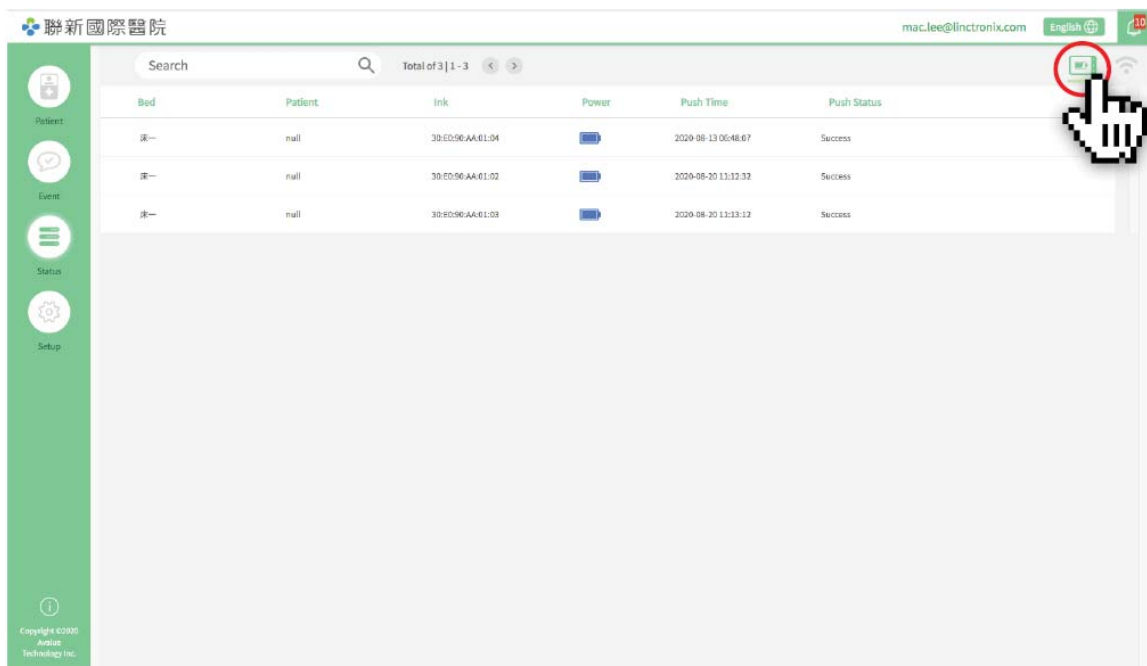 聯新國際醫院
mac.lee@linctronix.com
English
10
Search
Total of 3 | 1 - 3
Patient
Event
Status
Setup
Bed Patient Ink Power Push Time Push Status
床一 null 30:E0:90:AA:01:04 2020-08-13 06:48:07 Success
床一 null 30:E0:90:AA:01:02 2020-08-20 11:12:32 Success
床一 null 30:E0:90:AA:01:03 2020-08-20 11:13:12 Success
Copyright ©2020
Avalue
Technology Inc.